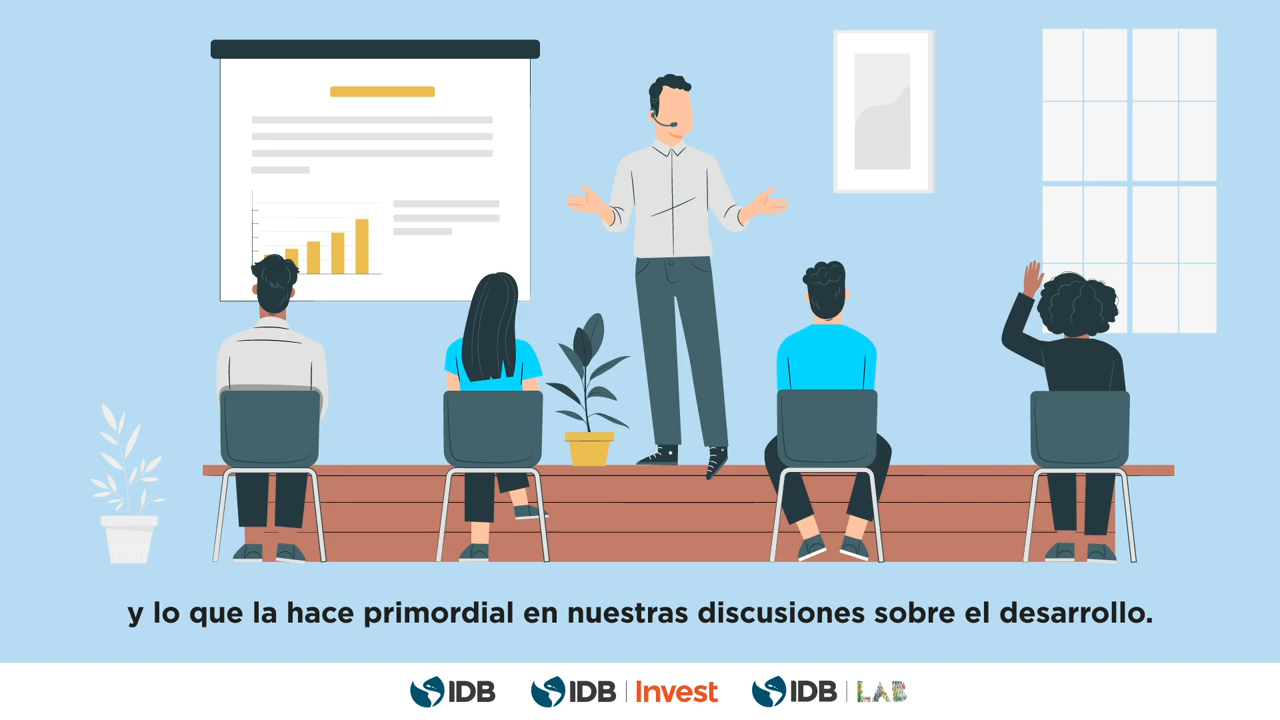 y lo que la hace primordial en nuestras discusiones sobre el desarrollo.
IDB IDB Invest IDB LAB